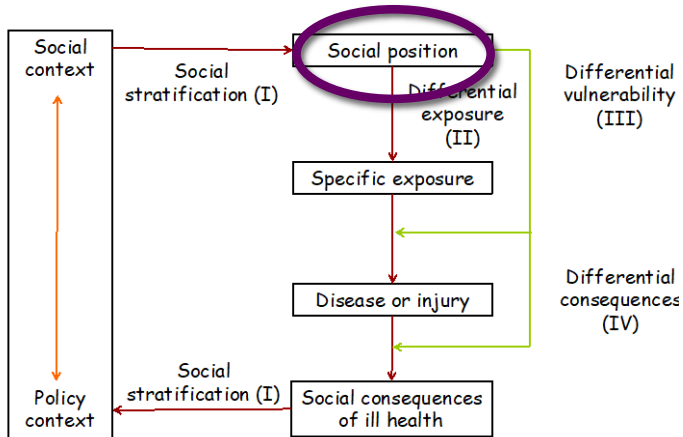 Social
context
Social
stratification (I)
Social position
Differential
exposure
(II)
Differential
vulnerability
(III)
Specific exposure
Disease or injury
Differential
consequences
(IV)
Social
stratification (I)
Policy
context
Social consequences
of ill health